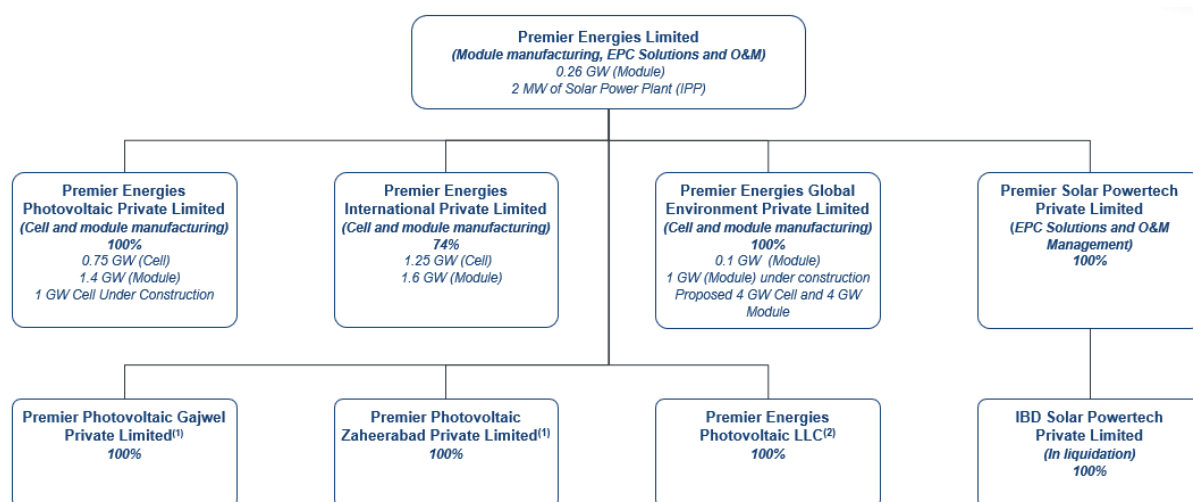 Premier Energies Limited
(Module manufacturing, EPC Solutions and O&M)
0.26 GW (Module)
2 MW of Solar Power Plant (IPP)
Premier Energies
Photovoltaic Private Limited
(Cell and module manufacturing)
100%
0.75 GW (Cell)
1.4 GW (Module)
1 GW Cell Under Construction
Premier Energies
International Private Limited
(Cell and module manufacturing)
74%
1.25 GW (Cell)
1.6 GW (Module)
Premier Energies Global
Environment Private Limited
(Cell and module manufacturing)
100%
0.1 GW (Module)
1 GW (Module) under construction
Proposed 4 GW Cell and 4 GW
Module
Premier Solar Powertech
Private Limited
(EPC Solutions and O&M
Management)
100%
Premier Photovoltaic Gajwel
Private Limited(1)
100%
Premier Photovoltaic
Zaheerabad Private Limited(1)
100%
Premier Energies
Photovoltaic LLC(2)
100%
IBD Solar Powertech
Private Limited
(In liquidation)
100%